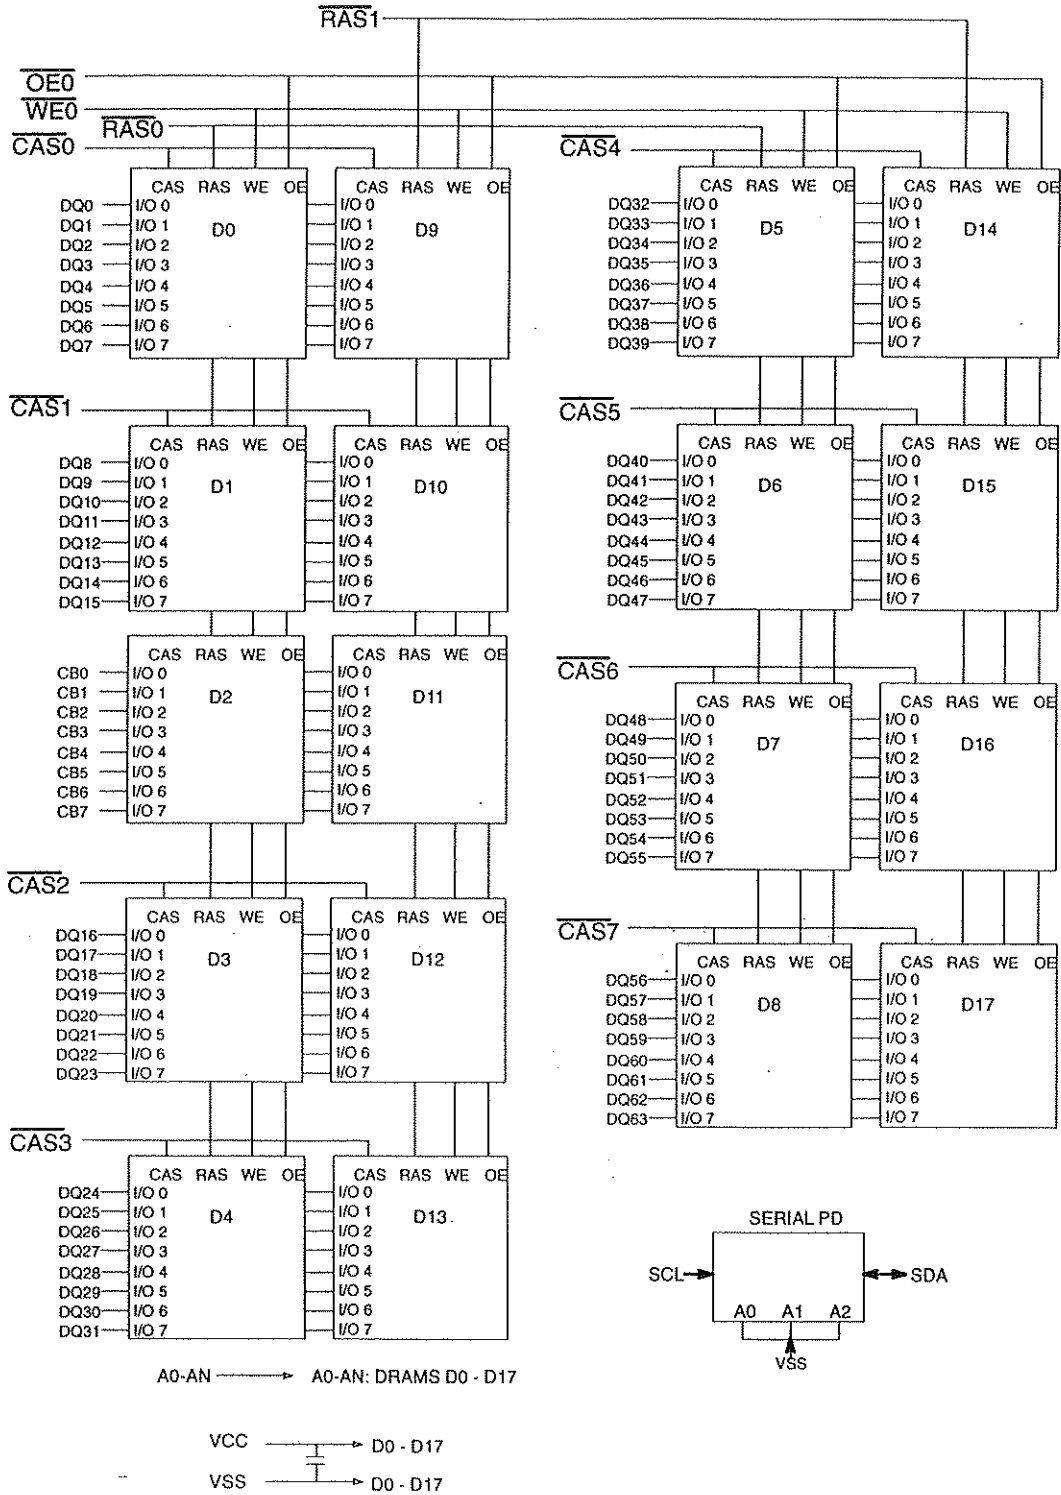 RAS1
OE0
WE0
RAS0
CAS0
CAS RAS WE OE
DQ0 I/O 0
DQ1 I/O 1
DQ2 I/O 2
DQ3 I/O 3
DQ4 I/O 4
DQ5 I/O 5
DQ6 I/O 6
DQ7 I/O 7
D0
CAS RAS WE OE
I/O 0
I/O 1
I/O 2
I/O 3
I/O 4
I/O 5
I/O 6
I/O 7
D9
CAS1
CAS RAS WE OE
DQ8 I/O 0
DQ9 I/O 1
DQ10 I/O 2
DQ11 I/O 3
DQ12 I/O 4
DQ13 I/O 5
DQ14 I/O 6
DQ15 I/O 7
D1
CAS RAS WE OE
I/O 0
I/O 1
I/O 2
I/O 3
I/O 4
I/O 5
I/O 6
I/O 7
D10
CAS RAS WE OE
CB0 I/O 0
CB1 I/O 1
CB2 I/O 2
CB3 I/O 3
CB4 I/O 4
CB5 I/O 5
CB6 I/O 6
CB7 I/O 7
D2
CAS RAS WE OE
I/O 0
I/O 1
I/O 2
I/O 3
I/O 4
I/O 5
I/O 6
I/O 7
D11
CAS2
CAS RAS WE OE
DQ16 I/O 0
DQ17 I/O 1
DQ18 I/O 2
DQ19 I/O 3
DQ20 I/O 4
DQ21 I/O 5
DQ22 I/O 6
DQ23 I/O 7
D3
CAS RAS WE OE
I/O 0
I/O 1
I/O 2
I/O 3
I/O 4
I/O 5
I/O 6
I/O 7
D12
CAS3
CAS RAS WE OE
DQ24 I/O 0
DQ25 I/O 1
DQ26 I/O 2
DQ27 I/O 3
DQ28 I/O 4
DQ29 I/O 5
DQ30 I/O 6
DQ31 I/O 7
D4
CAS RAS WE OE
I/O 0
I/O 1
I/O 2
I/O 3
I/O 4
I/O 5
I/O 6
I/O 7
D13
CAS4
CAS RAS WE OE
DQ32 I/O 0
DQ33 I/O 1
DQ34 I/O 2
DQ35 I/O 3
DQ36 I/O 4
DQ37 I/O 5
DQ38 I/O 6
DQ39 I/O 7
D5
CAS RAS WE OE
I/O 0
I/O 1
I/O 2
I/O 3
I/O 4
I/O 5
I/O 6
I/O 7
D14
CAS5
CAS RAS WE OE
DQ40 I/O 0
DQ41 I/O 1
DQ42 I/O 2
DQ43 I/O 3
DQ44 I/O 4
DQ45 I/O 5
DQ46 I/O 6
DQ47 I/O 7
D6
CAS RAS WE OE
I/O 0
I/O 1
I/O 2
I/O 3
I/O 4
I/O 5
I/O 6
I/O 7
D15
CAS6
CAS RAS WE OE
DQ48 I/O 0
DQ49 I/O 1
DQ50 I/O 2
DQ51 I/O 3
DQ52 I/O 4
DQ53 I/O 5
DQ54 I/O 6
DQ55 I/O 7
D7
CAS RAS WE OE
I/O 0
I/O 1
I/O 2
I/O 3
I/O 4
I/O 5
I/O 6
I/O 7
D16
CAS7
CAS RAS WE OE
DQ56 I/O 0
DQ57 I/O 1
DQ58 I/O 2
DQ59 I/O 3
DQ60 I/O 4
DQ61 I/O 5
DQ62 I/O 6
DQ63 I/O 7
D8
CAS RAS WE OE
I/O 0
I/O 1
I/O 2
I/O 3
I/O 4
I/O 5
I/O 6
I/O 7
D17
SERIAL PD
SCL
SDA
A0 A1 A2
VSS
A0-AN A0-AN: DRAMS D0 - D17
VCC D0 - D17
VSS D0 - D17